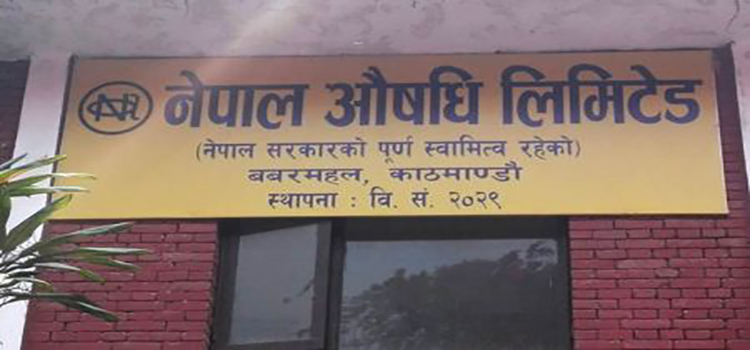 नेपाल औषधि लिमिटेड
(नेपाल सरकारको पूर्ण स्वामित्व रहेको)
बबरमहल, काठमाण्डौ
स्थापना : वि. सं. २०२९